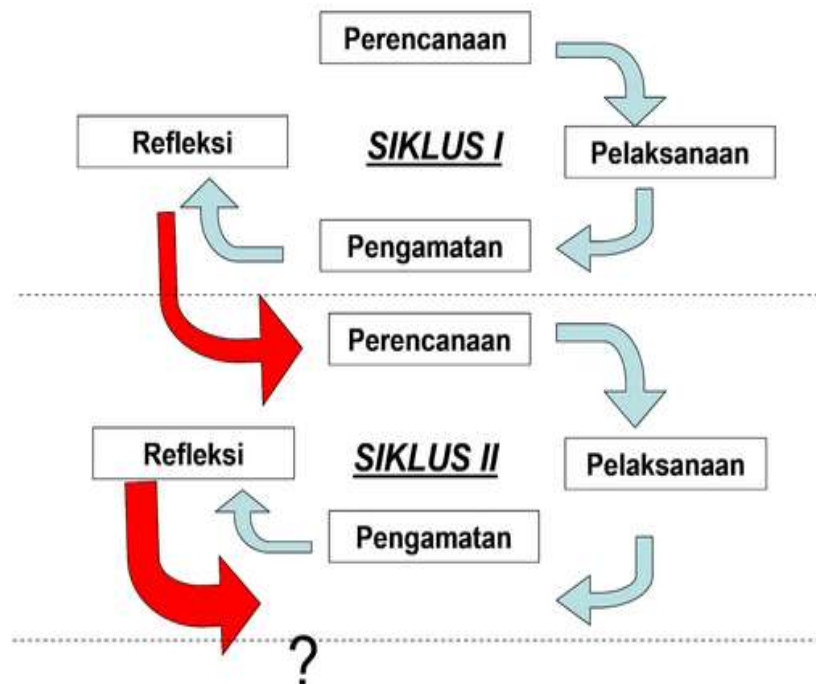 Perencanaan
Refleksi
SIKLUS I
Pelaksanaan
Pengamatan
Perencanaan
Refleksi
SIKLUS II
Pelaksanaan
Pengamatan
?